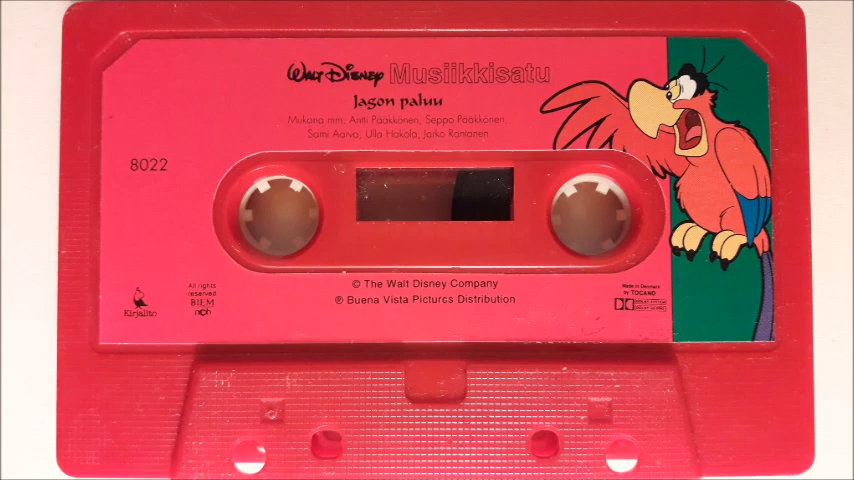 Walt Disney Musiikkisatu
Jagon paluu
Mukana mm: Antti Pääkkönen, Seppo Pääkkönen,
Sami Aarva, Ulla Hakola, Jarko Rantanen
8022
Kirjalito
All rights
reserved
BIEM
ncb
© The Walt Disney Company
℗ Buena Vista Pictures Distribution
Made in Denmark
by TOCANO